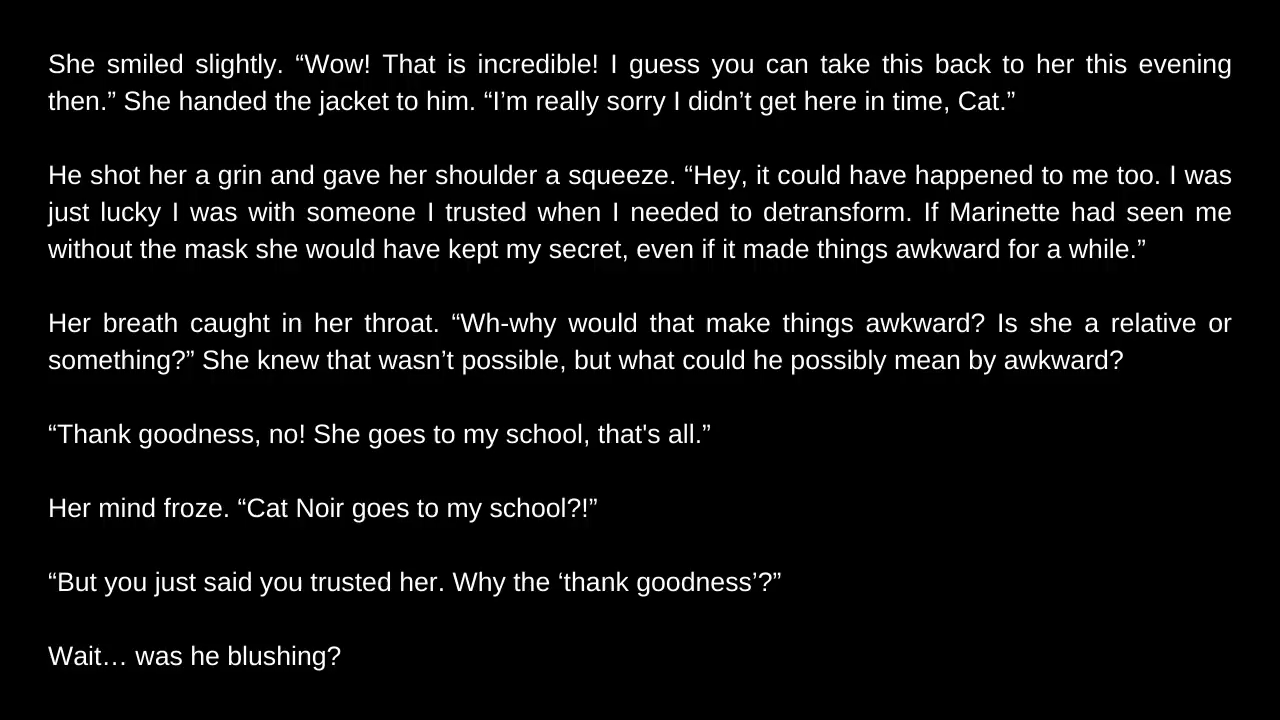 She smiled slightly. “Wow! That is incredible! I guess you can take this back to her this evening
then.” She handed the jacket to him. “I’m really sorry I didn’t get here in time, Cat.”
He shot her a grin and gave her shoulder a squeeze. “Hey, it could have happened to me too. I was
just lucky I was with someone I trusted when I needed to detransform. If Marinette had seen me
without the mask she would have kept my secret, even if it made things awkward for a while.”
Her breath caught in her throat. “Wh-why would that make things awkward? Is she a relative or
something?” She knew that wasn’t possible, but what could he possibly mean by awkward?
“Thank goodness, no! She goes to my school, that's all.”
Her mind froze. “Cat Noir goes to my school?!”
“But you just said you trusted her. Why the ‘thank goodness’?”
Wait… was he blushing?